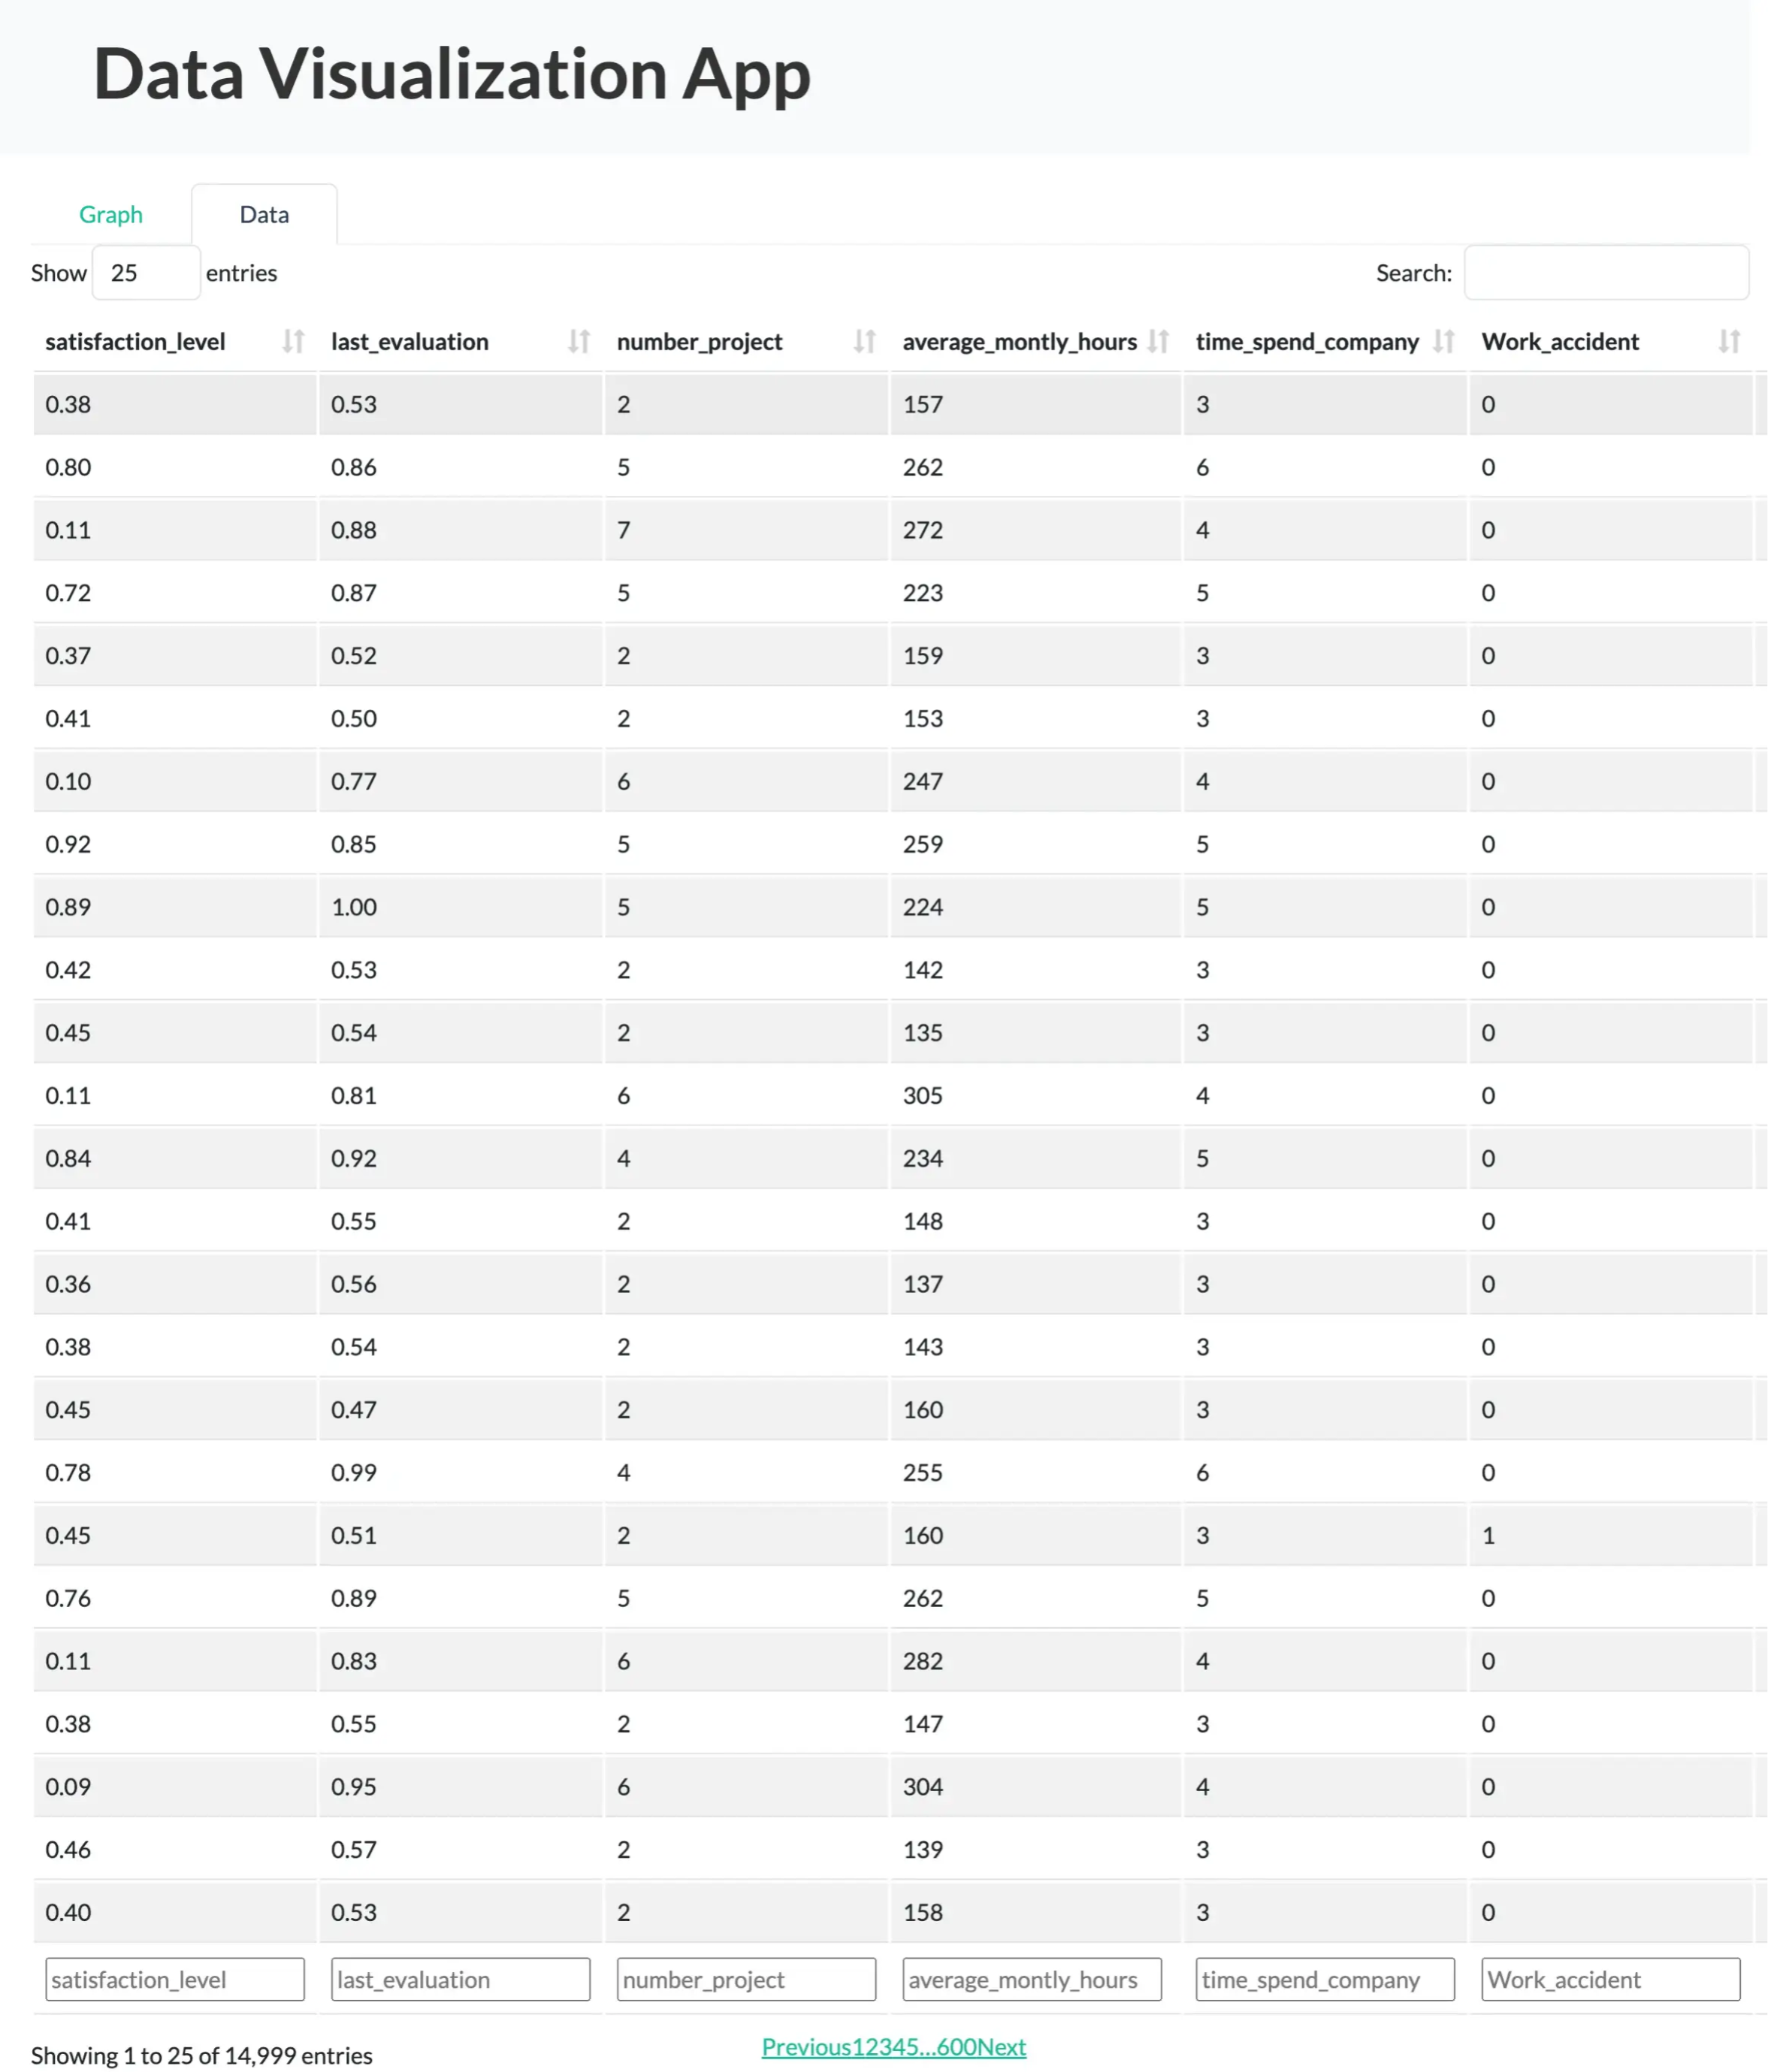 Data Visualization App
Graph Data
Show 25 entries Search:
satisfaction_level last_evaluation number_project average_montly_hours time_spend_company Work_accident
0.38 0.53 2 157 3 0
0.80 0.86 5 262 6 0
0.11 0.88 7 272 4 0
0.72 0.87 5 223 5 0
0.37 0.52 2 159 3 0
0.41 0.50 2 153 3 0
0.10 0.77 6 247 4 0
0.92 0.85 5 259 5 0
0.89 1.00 5 224 5 0
0.42 0.53 2 142 3 0
0.45 0.54 2 135 3 0
0.11 0.81 6 305 4 0
0.84 0.92 4 234 5 0
0.41 0.55 2 148 3 0
0.36 0.56 2 137 3 0
0.38 0.54 2 143 3 0
0.45 0.47 2 160 3 0
0.78 0.99 4 255 6 0
0.45 0.51 2 160 3 1
0.76 0.89 5 262 5 0
0.11 0.83 6 282 4 0
0.38 0.55 2 147 3 0
0.09 0.95 6 304 4 0
0.46 0.57 2 139 3 0
0.40 0.53 2 158 3 0
satisfaction_level last_evaluation number_project average_montly_hours time_spend_company Work_accident
Showing 1 to 25 of 14,999 entries Previous12345...600Next